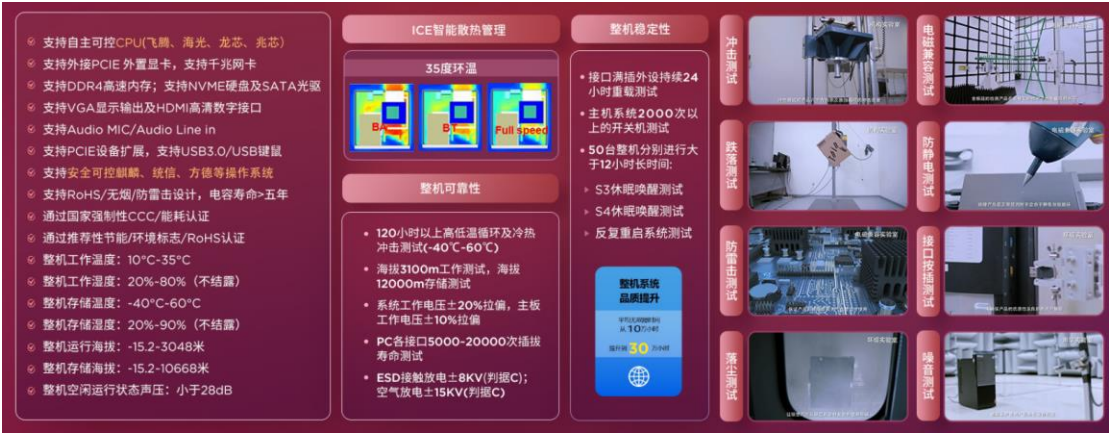 支持自主可控CPU(飞腾、海光、龙芯、兆芯)
支持外接PCIE 外置显卡，支持千兆网卡
支持DDR4高速内存；支持NVME硬盘及SATA光驱
支持VGA显示输出及HDMI高清数字接口
支持Audio MIC/Audio Line in
支持PCIE设备扩展，支持USB3.0/USB键鼠
支持安全可控麒麟、统信、方德等操作系统
支持RoHS/无烟/防雷击设计，电容寿命>五年
通过国家强制性CCC/能耗认证
通过推荐性节能/环境标志/RoHS认证
整机工作温度：10°C-35°C
整机工作湿度：20%-80%（不结露）
整机存储温度：-40°C-60°C
整机存储湿度：20%-90%（不结露）
整机运行海拔：-15.2-3048米
整机存储海拔：-15.2-10668米
整机空闲运行状态声压：小于28dB
ICE智能散热管理
35度环温
BA
BT
Full speed
整机可靠性
120小时以上高低温循环及冷热
冲击测试(-40℃-60℃)
海拔3100m工作测试，海拔
12000m存储测试
系统工作电压±20%拉偏，主板
工作电压±10%拉偏
PC各接口5000-20000次插拔
寿命测试
ESD接触放电±8KV(判据C)；
空气放电±15KV(判据C)
整机稳定性
接口满插外设持续24
小时重载测试
主机系统2000次以
上的开关机测试
50台整机分别进行大
于12小时长时间:
S3休眠唤醒测试
S4休眠唤醒测试
反复重启系统测试
整机系统
品质提升
从10万小时
30 万小时
冲击测试
电磁兼容测试
跌落测试
防静电测试
防雷击测试
接口按插测试
落尘测试
噪音测试